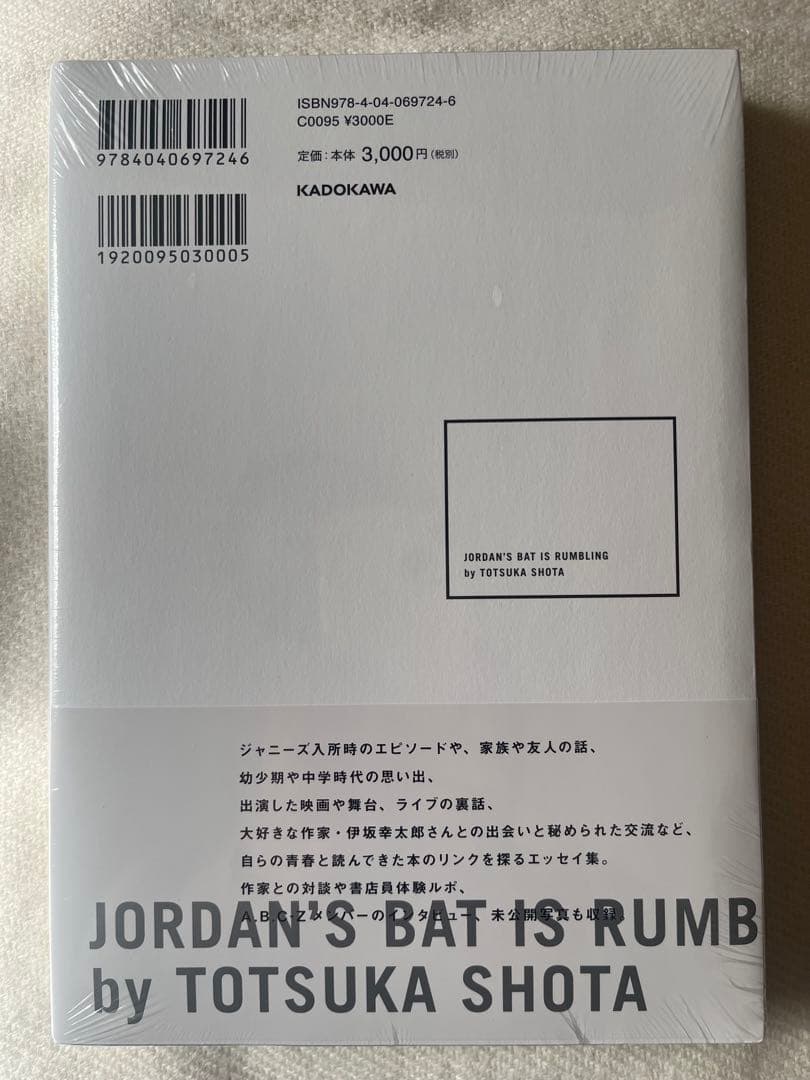 ISBN978-4-04-069724-6
C0095 ¥3000E
9784040697246
定価：本体 3,000円（税別）
KADOKAWA
1920095030005
JORDAN'S BAT IS RUMBLING
by TOTSUKA SHOTA
ジャニーズ入所時のエピソードや、家族や友人の話、
幼少期や中学時代の思い出、
出演した映画や舞台、ライブの裏話、
大好きな作家・伊坂幸太郎さんとの出会いと秘められた交流など、
自らの青春と読んできた本のリンクを探るエッセイ集。
作家との対談や書店員体験ルポ、
A.B.C-Zメンバーのインタビュー、未公開写真も収録。
JORDAN'S BAT IS RUMB
by TOTSUKA SHOTA